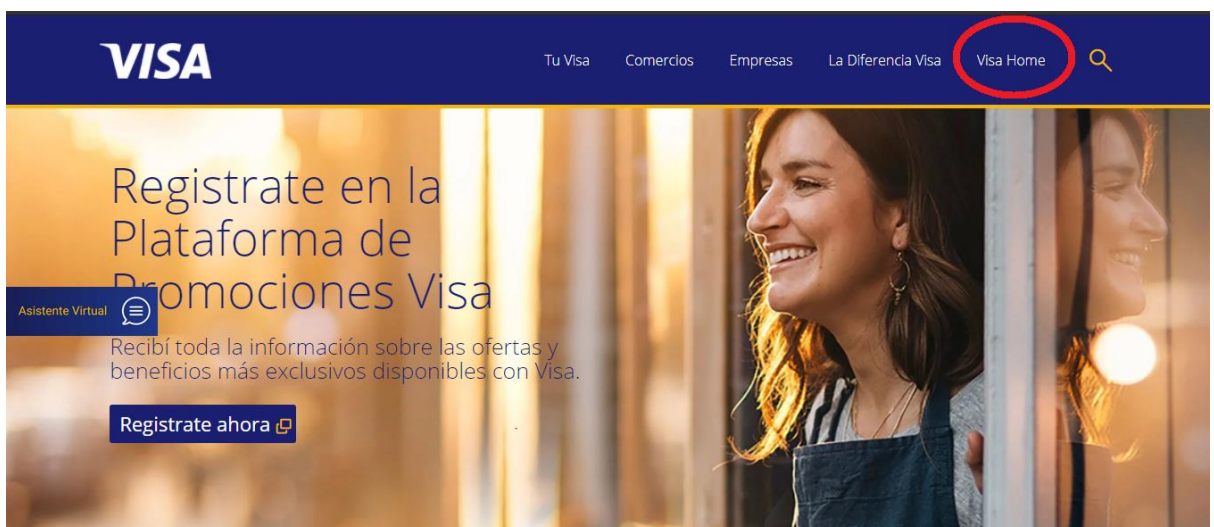 VISA
Tu Visa Comercios Empresas La Diferencia Visa Visa Home
Registrate en la
Plataforma de
Promociones Visa
Asistente Virtual
Recibí toda la información sobre las ofertas y
beneficios más exclusivos disponibles con Visa.
Registrate ahora